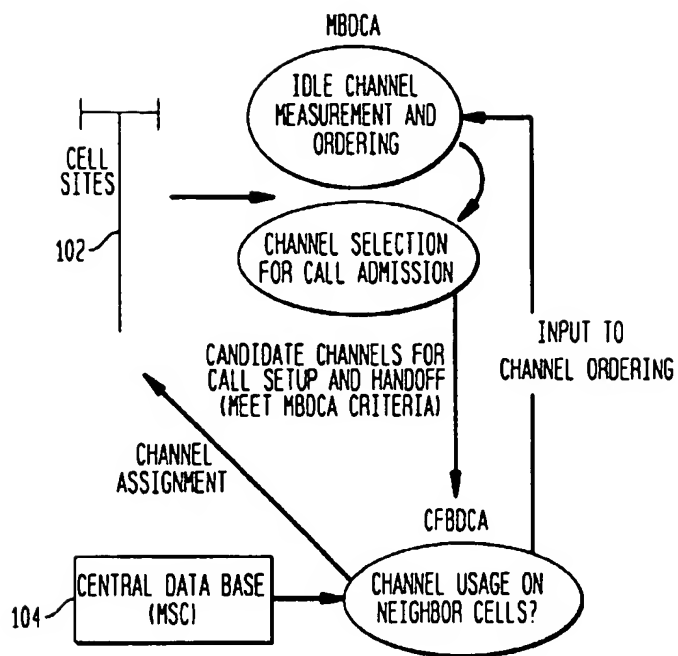 MBDCA
IDLE CHANNEL
MEASUREMENT AND
ORDERING
CELL
SITES
102
CHANNEL SELECTION
FOR CALL ADMISSION
INPUT TO
CHANNEL ORDERING
CANDIDATE CHANNELS FOR
CALL SETUP AND HANDOFF
(MEET MBDCA CRITERIA)
CHANNEL
ASSIGNMENT
CFBDCA
CENTRAL DATA BASE
(MSC)
104
CHANNEL USAGE ON
NEIGHBOR CELLS?